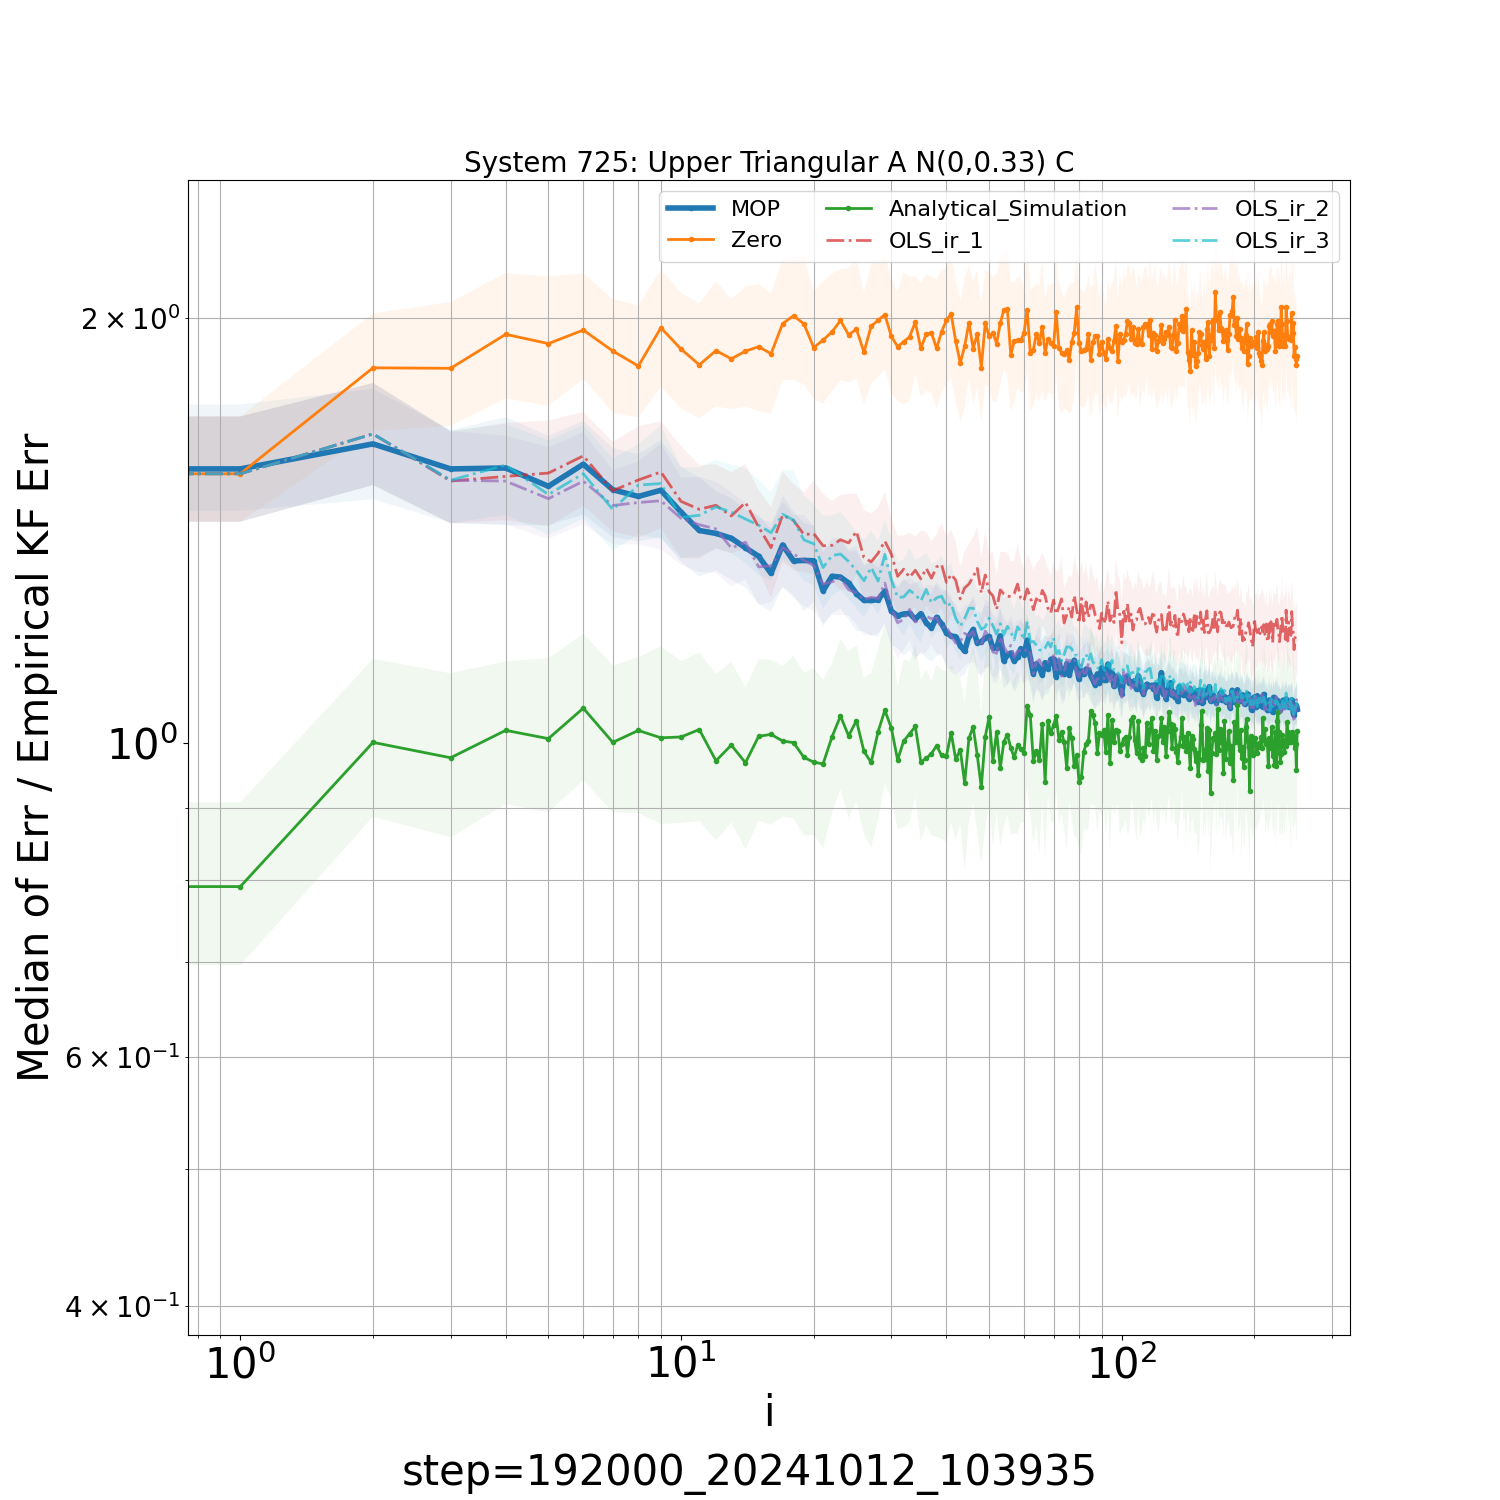 System 725: Upper Triangular A N(0,0.33) C
MOP
Zero
Analytical_Simulation
OLS_ir_1
OLS_ir_2
OLS_ir_3
Median of Err / Empirical KF Err
2 × 10⁰
10⁰
6 × 10⁻¹
4 × 10⁻¹
10⁰ 10¹ 10²
i
step=192000_20241012_103935